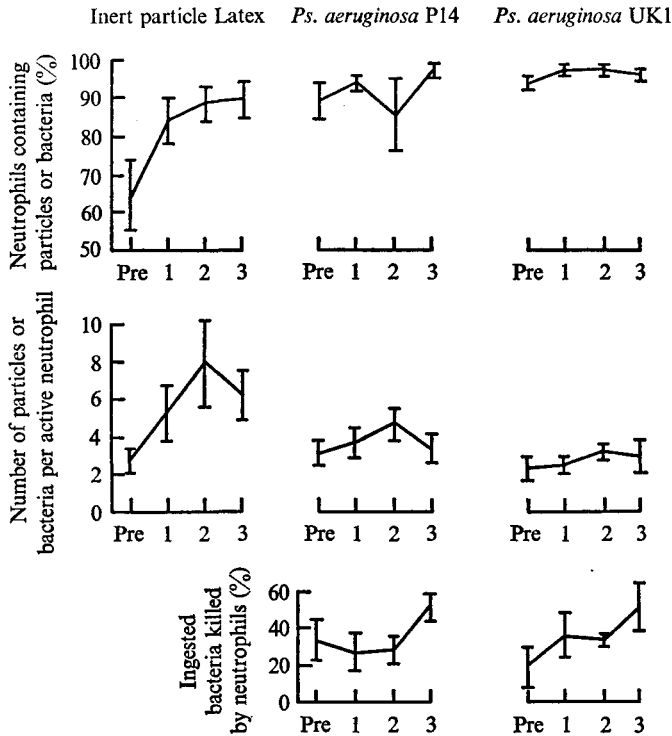 Inert particle Latex Ps. aeruginosa P14 Ps. aeruginosa UK1
Neutrophils containing
particles or bacteria (%)
100
90
80
70
60
50
Pre 1 2 3 Pre 1 2 3 Pre 1 2 3
Number of particles or
bacteria per active neutrophil
10
8
6
4
2
0
Pre 1 2 3 Pre 1 2 3 Pre 1 2 3
Ingested
bacteria killed
by neutrophils (%)
60
40
20
0
Pre 1 2 3 Pre 1 2 3